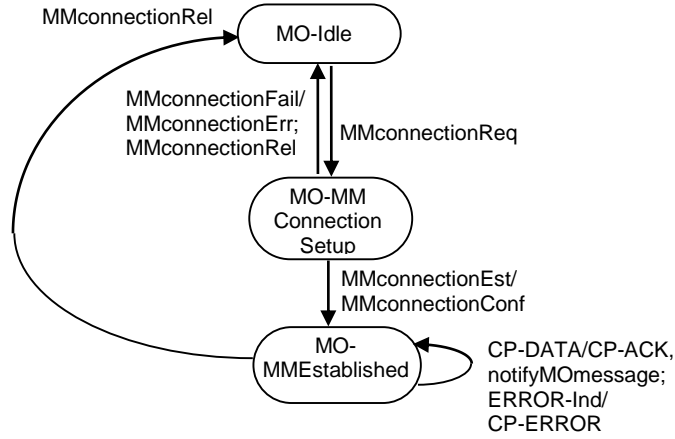 MMconnectionRel
MO-Idle
MMconnectionFail/
MMconnectionErr;
MMconnectionRel
MMconnectionReq
MO-MM
Connection
Setup
MMconnectionEst/
MMconnectionConf
MO-
MMEstablished
CP-DATA/CP-ACK,
notifyMOmessage;
ERROR-Ind/
CP-ERROR